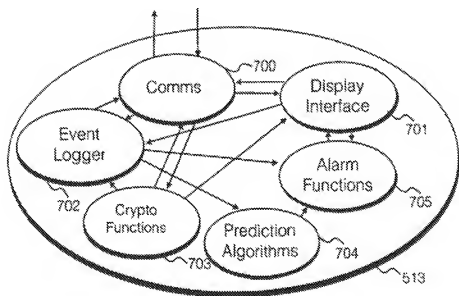 Comms
700
Display
Interface
701
Event
Logger
702
Alarm
Functions
705
Crypto
Functions
703
Prediction
Algorithms
704
513